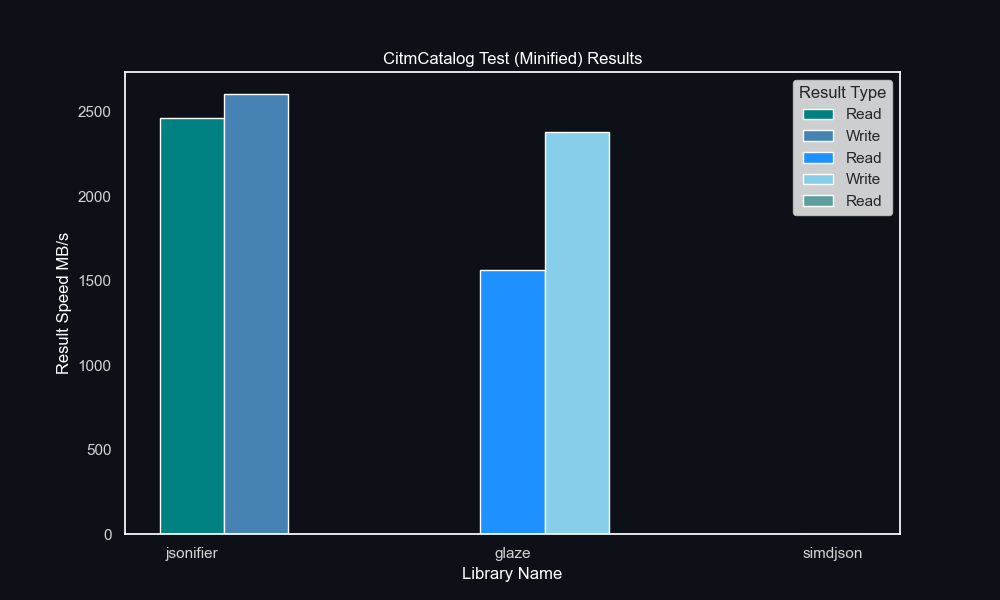 CitmCatalog Test (Minified) Results
Result Type
Read
Write
Read
Write
Read
2500
2000
1500
1000
500
0
Result Speed MB/s
jsonifier
glaze
simdjson
Library Name